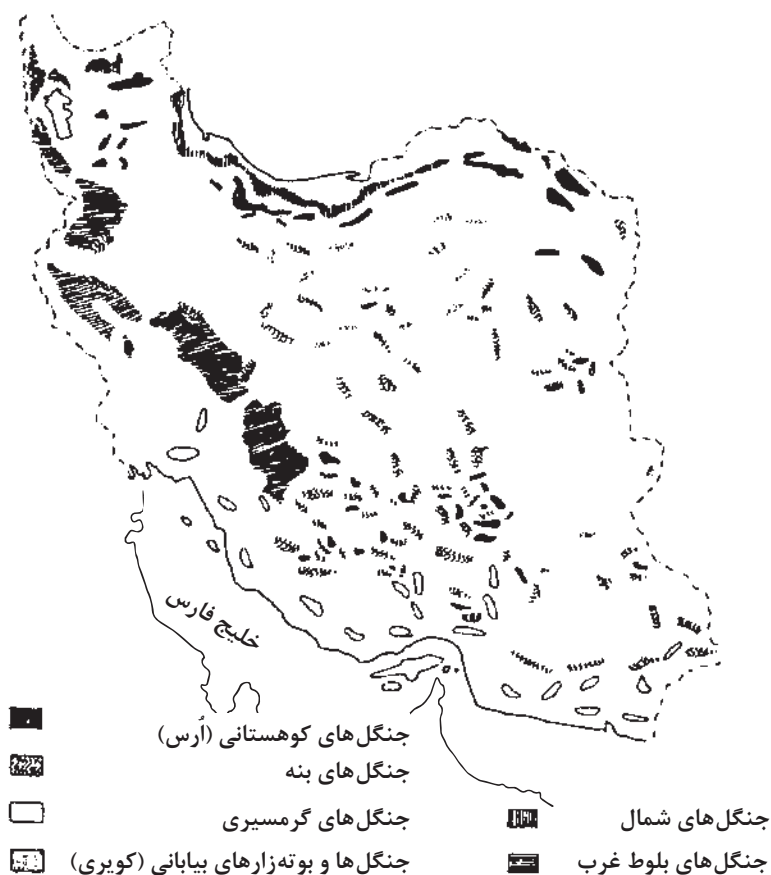 خلیج فارس
جنگل‌های کوهستانی (اُرس)
جنگل‌های بنه
جنگل‌های گرمسیری
جنگل‌ها و بوته‌زارهای بیابانی (کویری)
جنگل‌های شمال
جنگل‌های بلوط غرب